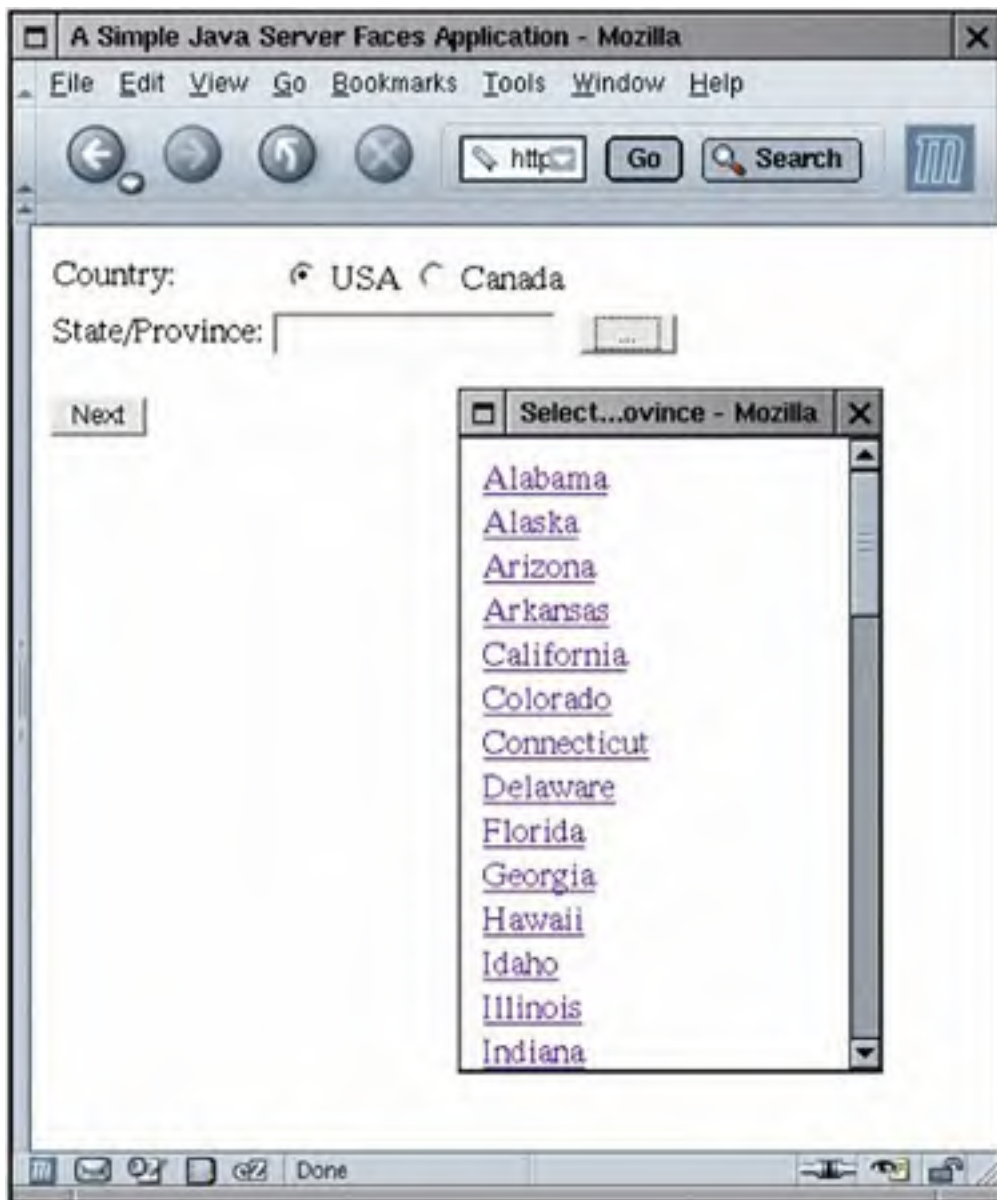 A Simple Java Server Faces Application - Mozilla
File Edit View Go Bookmarks Tools Window Help
http Go Search
Country: USA Canada
State/Province: ...
Next
Select...ovince - Mozilla
Alabama
Alaska
Arizona
Arkansas
California
Colorado
Connecticut
Delaware
Florida
Georgia
Hawaii
Idaho
Illinois
Indiana
Done